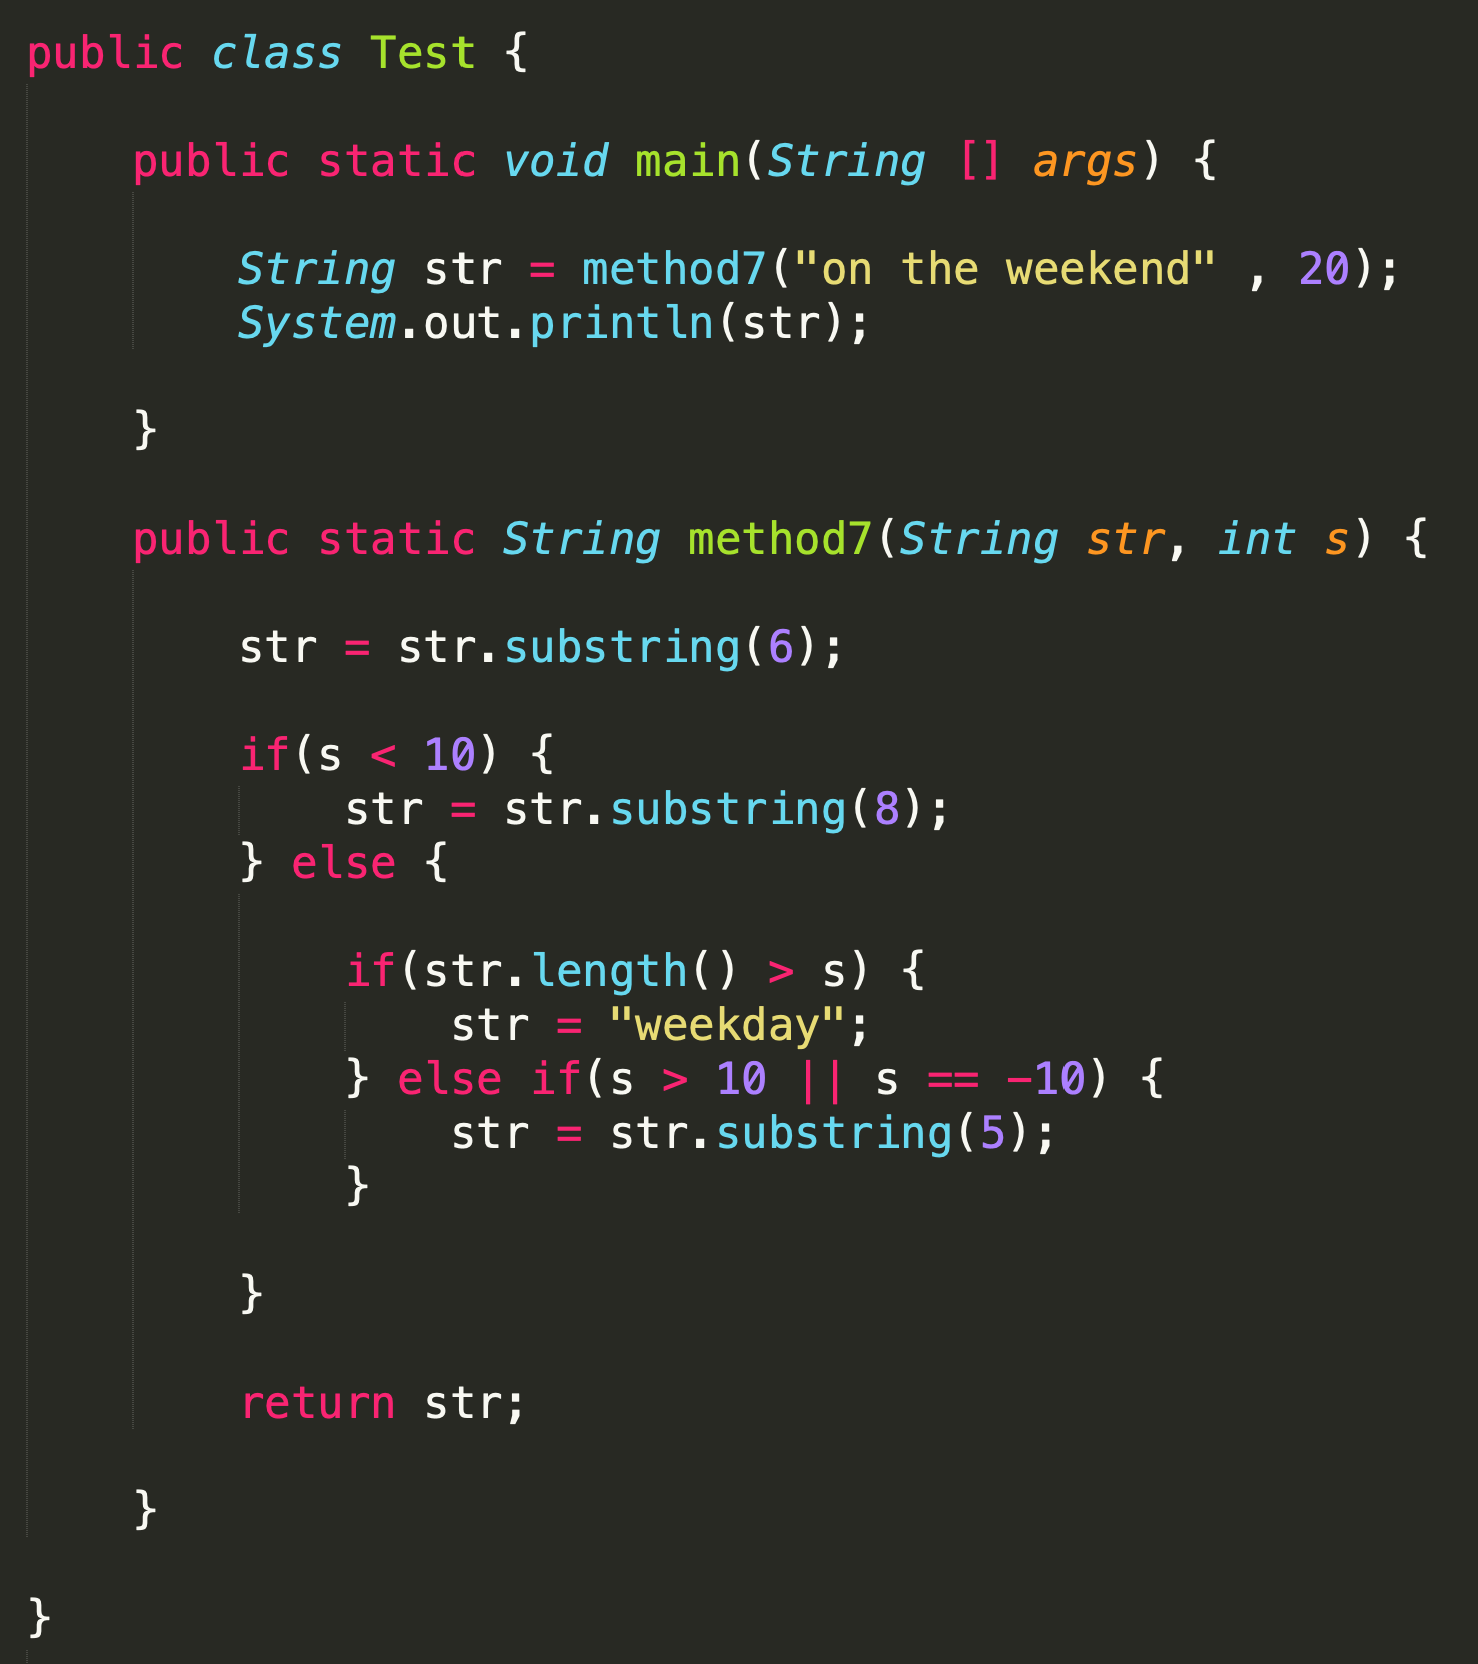 public class Test {
public static void main(String [] args) {
String str = method7("on the weekend" , 20);
System.out.println(str);
}
public static String method7(String str, int s) {
str = str.substring(6);
if(s < 10) {
str = str.substring(8);
} else {
if(str.length() > s) {
str = "weekday";
} else if(s > 10 || s == -10) {
str = str.substring(5);
}
}
return str;
}
}